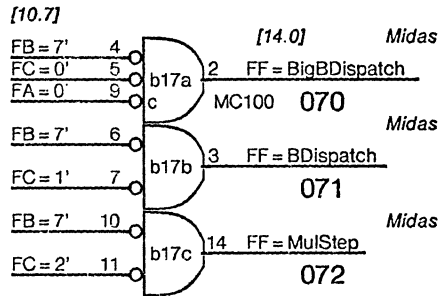 [10.7]
[14.0] Midas
FB = 7' 4
FC = 0' 5 b17a 2 FF = BigBDispatch
FA = 0' 9 c MC100 070
Midas
FB = 7' 6
b17b 3 FF = BDispatch
FC = 1' 7 071
FB = 7' 10 Midas
b17c 14 FF = MulStep
FC = 2' 11 072